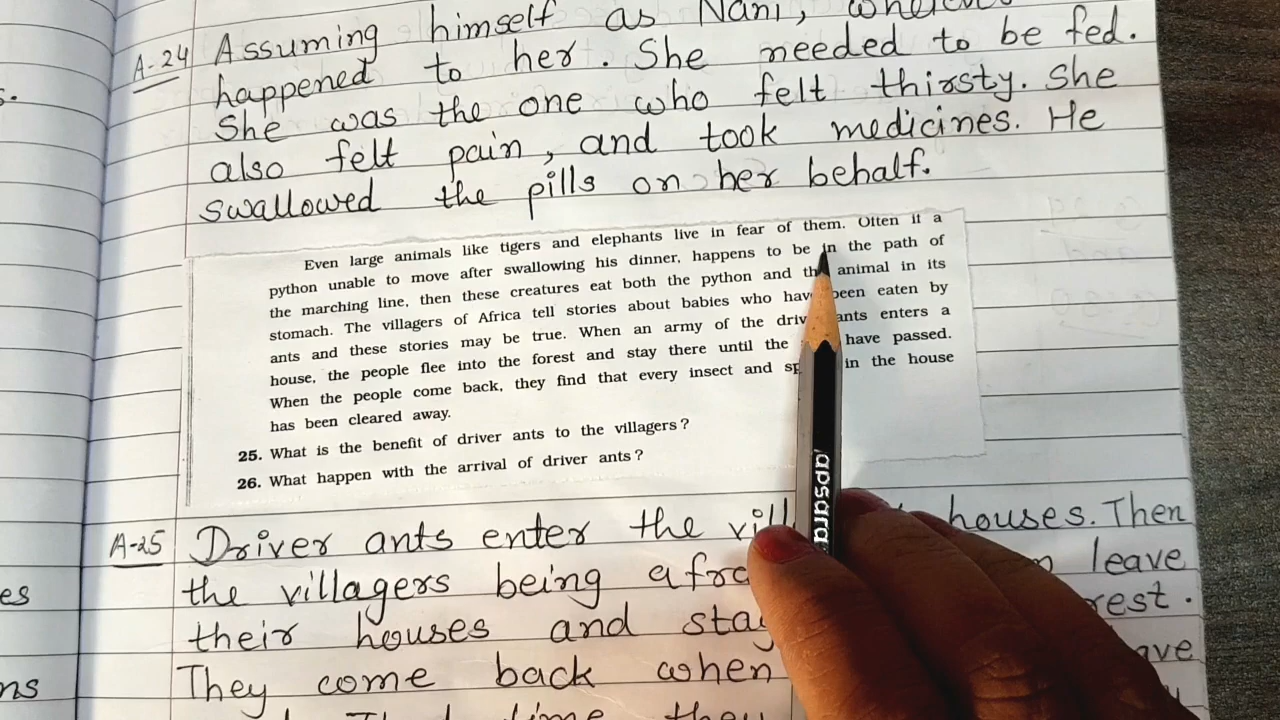 s.
A-24 Assuming himself as Nani,
happened to her. She needed to be fed.
She was the one who felt thirsty. She
also felt pain, and took medicines. He
swallowed the pills on her behalf.
Even large animals like tigers and elephants live in fear of them. Often if a
python unable to move after swallowing his dinner, happens to be in the path of
the marching line, then these creatures eat both the python and the animal in its
stomach. The villagers of Africa tell stories about babies who have been eaten by
ants and these stories may be true. When an army of the driver ants enters a
house, the people flee into the forest and stay there until the have passed.
When the people come back, they find that every insect and in the house
has been cleared away.
25. What is the benefit of driver ants to the villagers ?
26. What happen with the arrival of driver ants ?
apsara
A-25 Driver ants enter the houses. Then
es the villagers being leave
their houses and
ns They come back when
time they